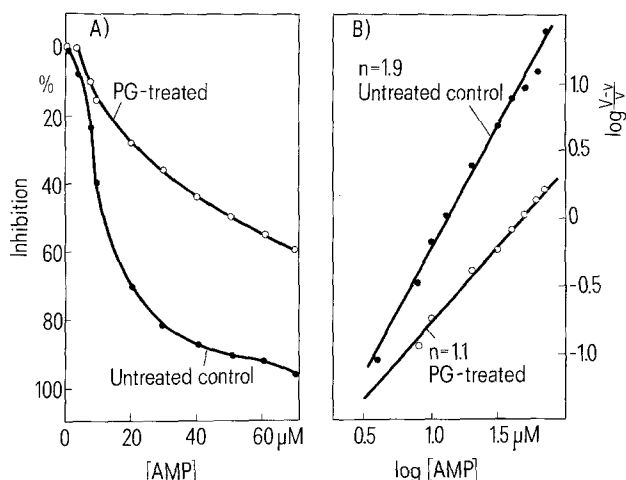 A)
0
%
20
40
60
80
100
Inhibition
PG-treated
Untreated control
0 20 40 60 µM
[AMP]
B)
n=1.9
Untreated control
n=1.1
PG-treated
1.0
0.5
0
-0.5
-1.0
log V-v/v
0.5 1.0 1.5 µM
log [AMP]